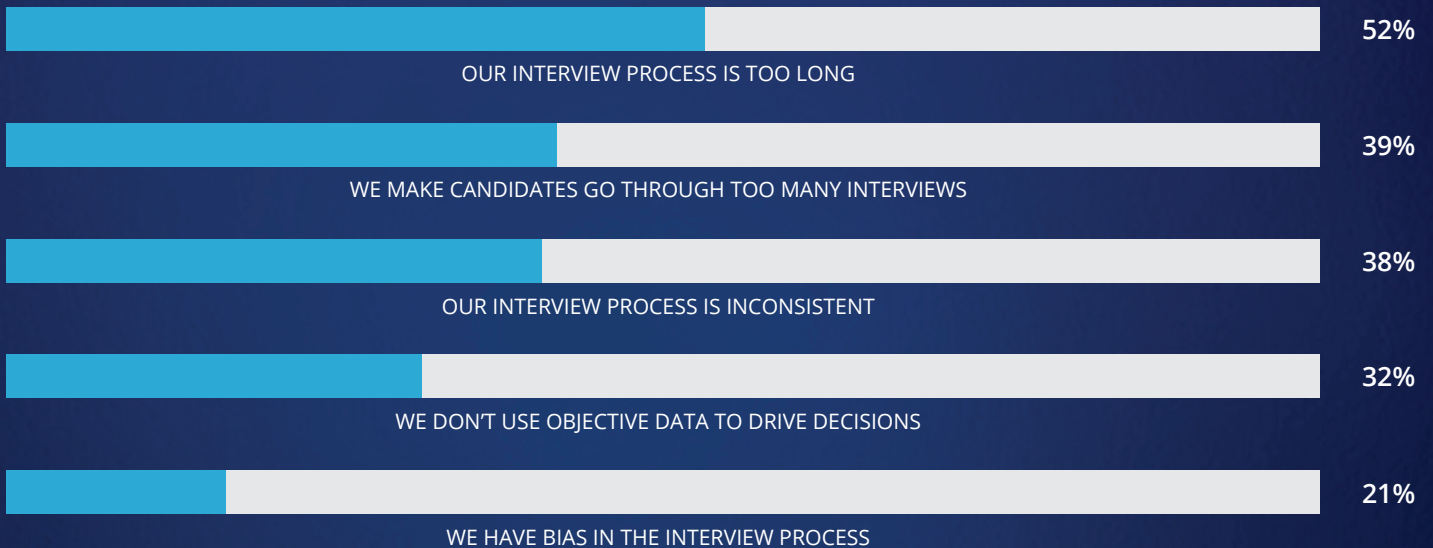 52%
OUR INTERVIEW PROCESS IS TOO LONG
39%
WE MAKE CANDIDATES GO THROUGH TOO MANY INTERVIEWS
38%
OUR INTERVIEW PROCESS IS INCONSISTENT
32%
WE DON’T USE OBJECTIVE DATA TO DRIVE DECISIONS
21%
WE HAVE BIAS IN THE INTERVIEW PROCESS